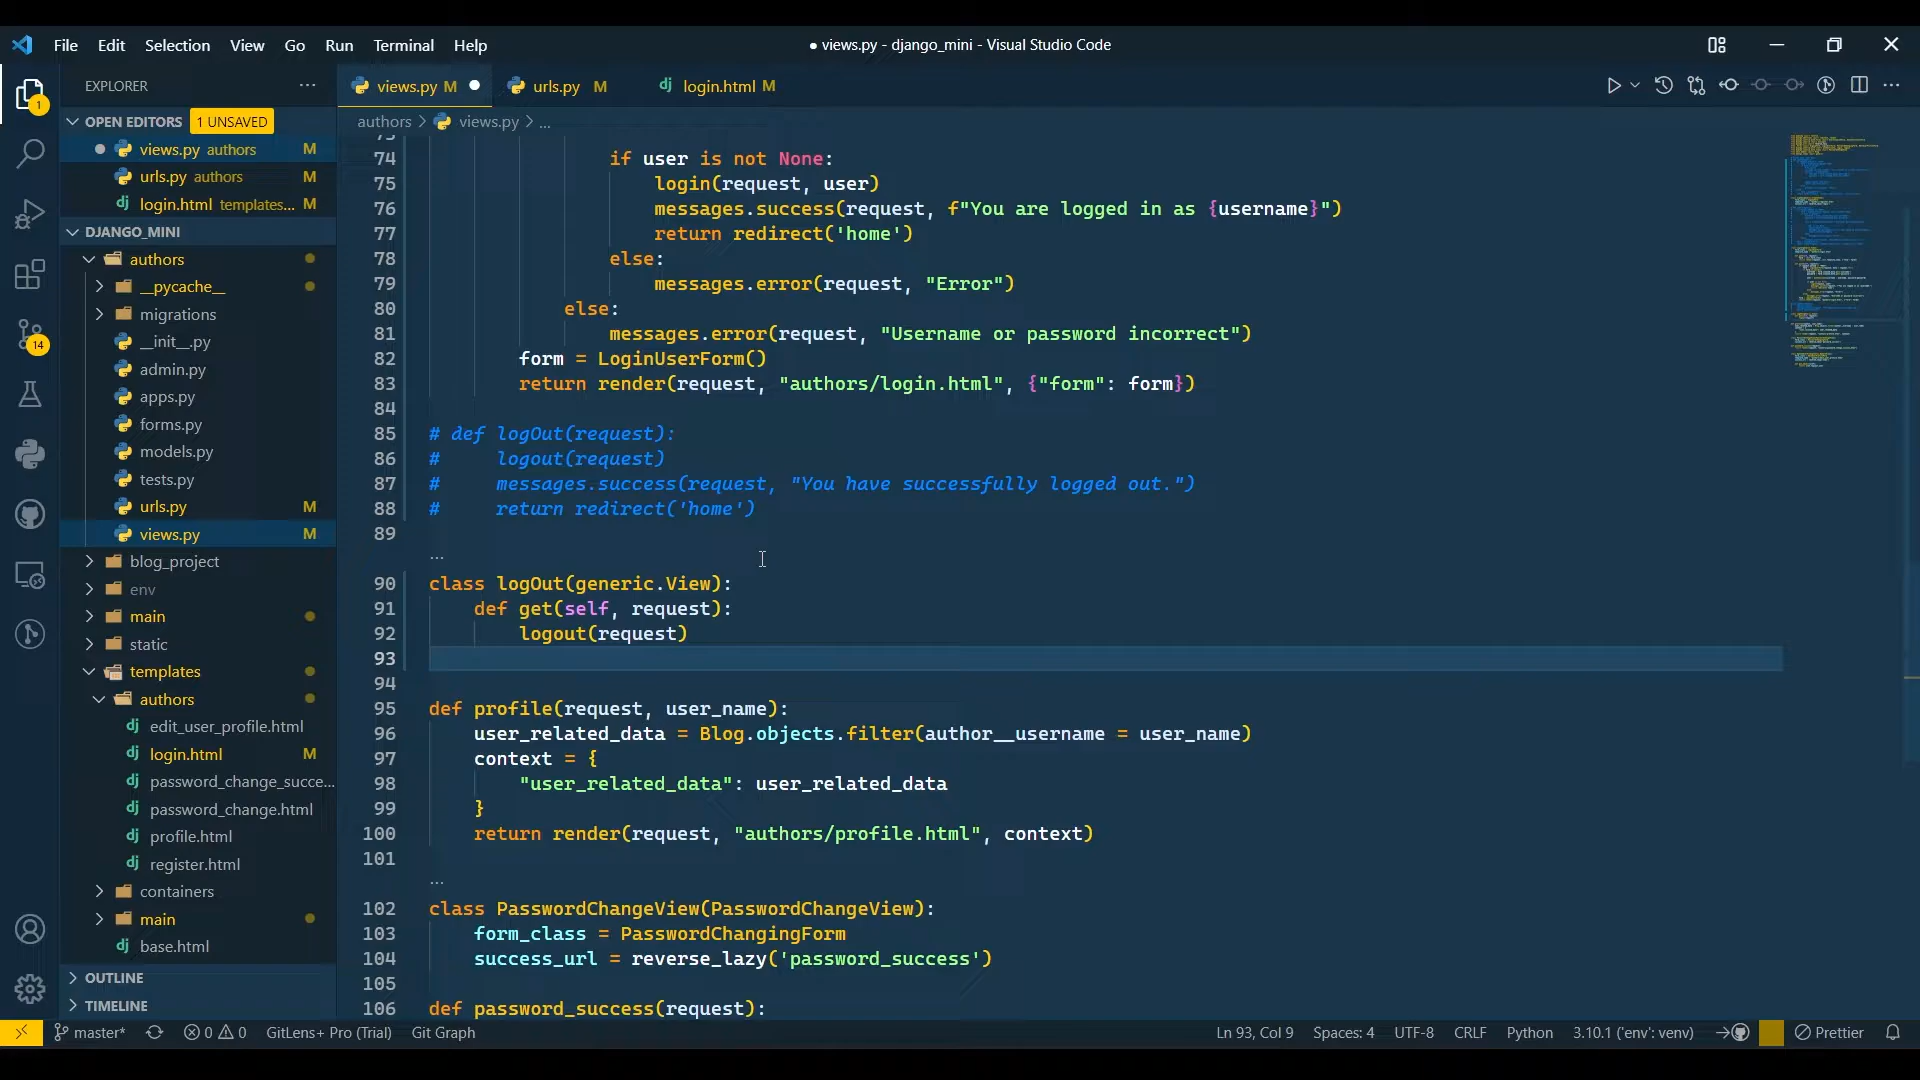 File Edit Selection View Go Run Terminal Help
● views.py - django_mini - Visual Studio Code
EXPLORER
views.py M
urls.py M
login.html M
OPEN EDITORS 1 UNSAVED
authors > views.py > ...
views.py authors M
urls.py authors M
login.html templates... M
DJANGO_MINI
authors
__pycache__
migrations
__init__.py
admin.py
apps.py
forms.py
models.py
tests.py
urls.py M
views.py M
blog_project
env
main
static
templates
authors
edit_user_profile.html
login.html M
password_change_succe...
password_change.html
profile.html
register.html
containers
main
base.html
OUTLINE
TIMELINE
1
14
74 if user is not None:
75 login(request, user)
76 messages.success(request, f"You are logged in as {username}")
77 return redirect('home')
78 else:
79 messages.error(request, "Error")
80 else:
81 messages.error(request, "Username or password incorrect")
82 form = LoginUserForm()
83 return render(request, "authors/login.html", {"form": form})
84
85 # def logOut(request):
86 # logout(request)
87 # messages.success(request, "You have successfully logged out.")
88 # return redirect('home')
89
...
90 class logOut(generic.View):
91 def get(self, request):
92 logout(request)
93
94
95 def profile(request, user_name):
96 user_related_data = Blog.objects.filter(author__username = user_name)
97 context = {
98 "user_related_data": user_related_data
99 }
100 return render(request, "authors/profile.html", context)
101
...
102 class PasswordChangeView(PasswordChangeView):
103 form_class = PasswordChangingForm
104 success_url = reverse_lazy('password_success')
105
106 def password_success(request):
master* 0 0 GitLens+ Pro (Trial) Git Graph
Ln 93, Col 9 Spaces: 4 UTF-8 CRLF Python 3.10.1 ('env': venv) Prettier